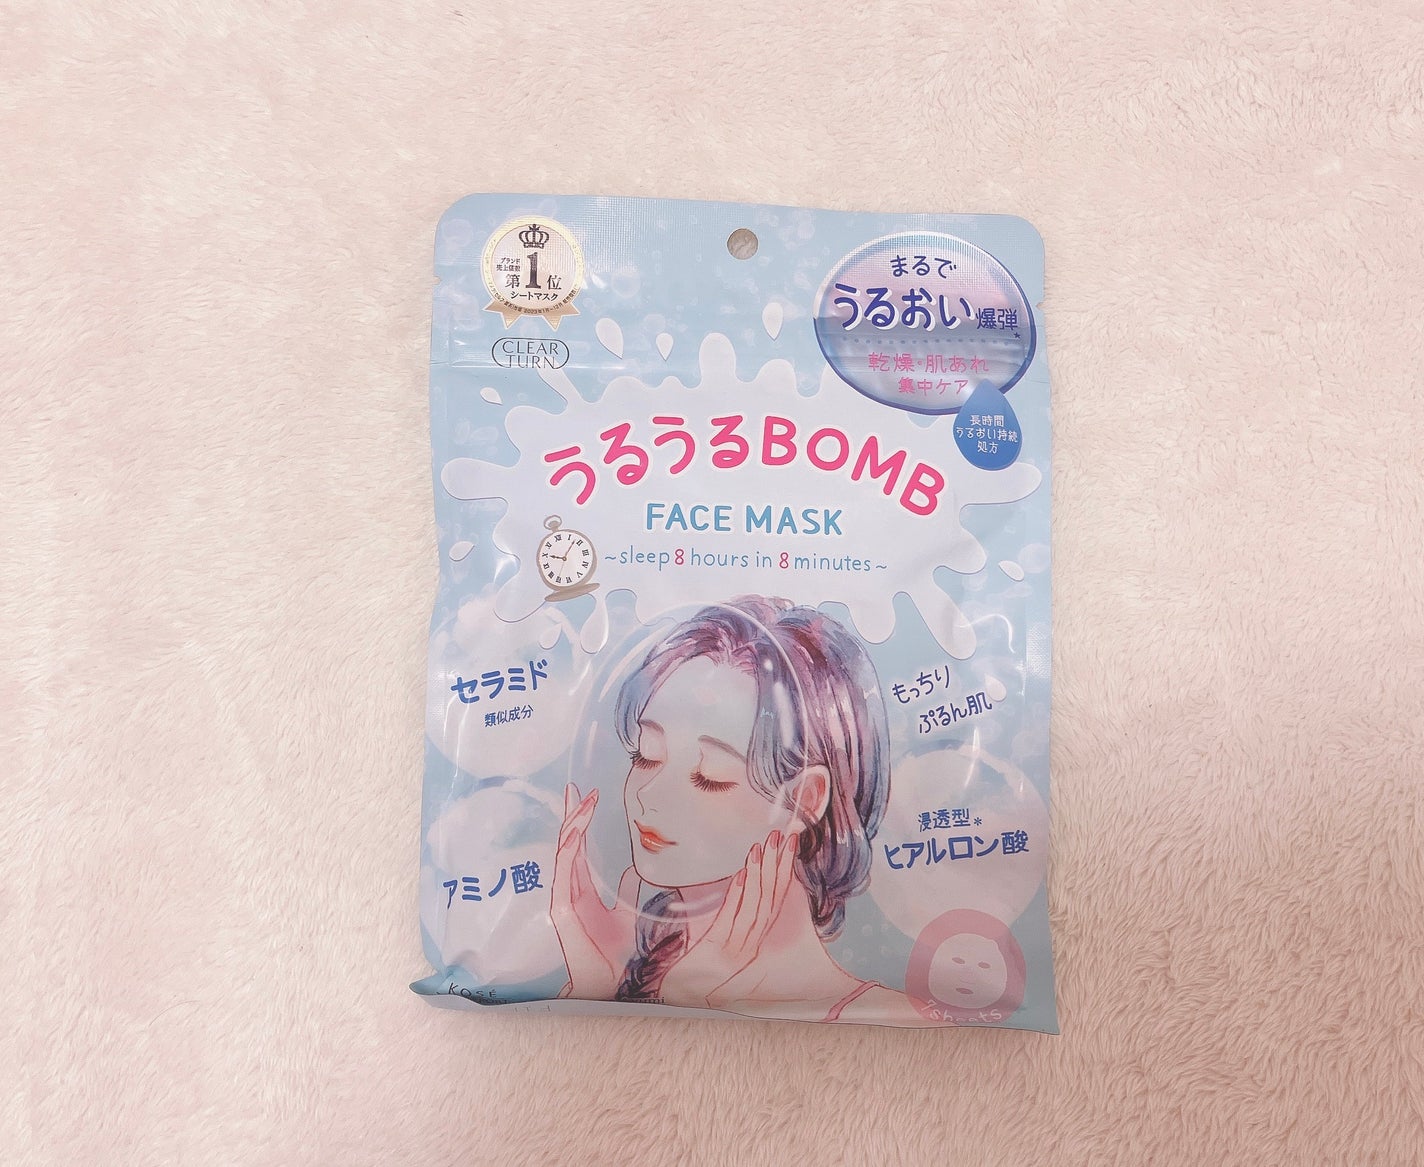 ブランド
売上個数
第1位
シートマスク
CLEAR
TURN
まるで
うるおい爆弾
乾燥・肌あれ
集中ケア
長時間
うるおい持続
処方
うるうるBOMB
FACE MASK
~sleep 8 hours in 8 minutes~
セラミド
類似成分
もっちり
ぷるん肌
浸透型*
ヒアルロン酸
アミノ酸
KOSÉ
7sheets